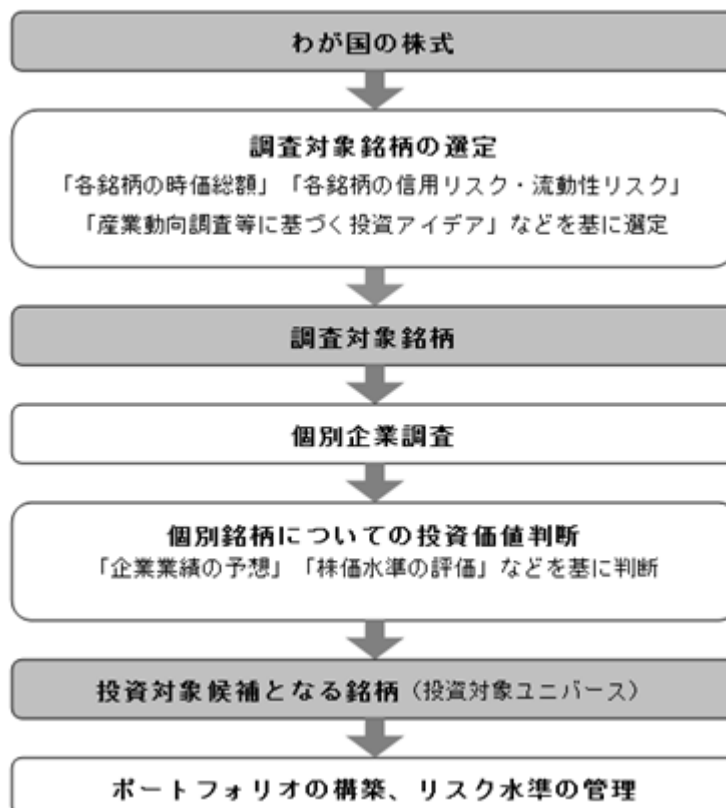 わが国の株式
調査対象銘柄の選定
「各銘柄の時価総額」「各銘柄の信用リスク・流動性リスク」
「産業動向調査等に基づく投資アイデア」などを基に選定
調査対象銘柄
個別企業調査
個別銘柄についての投資価値判断
「企業業績の予想」「株価水準の評価」などを基に判断
投資対象候補となる銘柄（投資対象ユニバース）
ポートフォリオの構築、リスク水準の管理